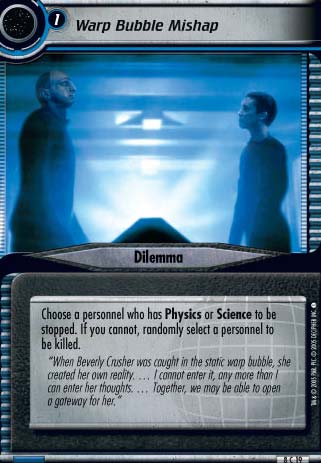 1
Warp Bubble Mishap
Dilemma
Choose a personnel who has Physics or Science to be
stopped. If you cannot, randomly select a personnel to
be killed.
"When Beverly Crusher was caught in the static warp bubble, she
created her own reality. … I cannot enter it, any more than I
can enter her thoughts. … Together, we may be able to open
a gateway for her."
8 C 19